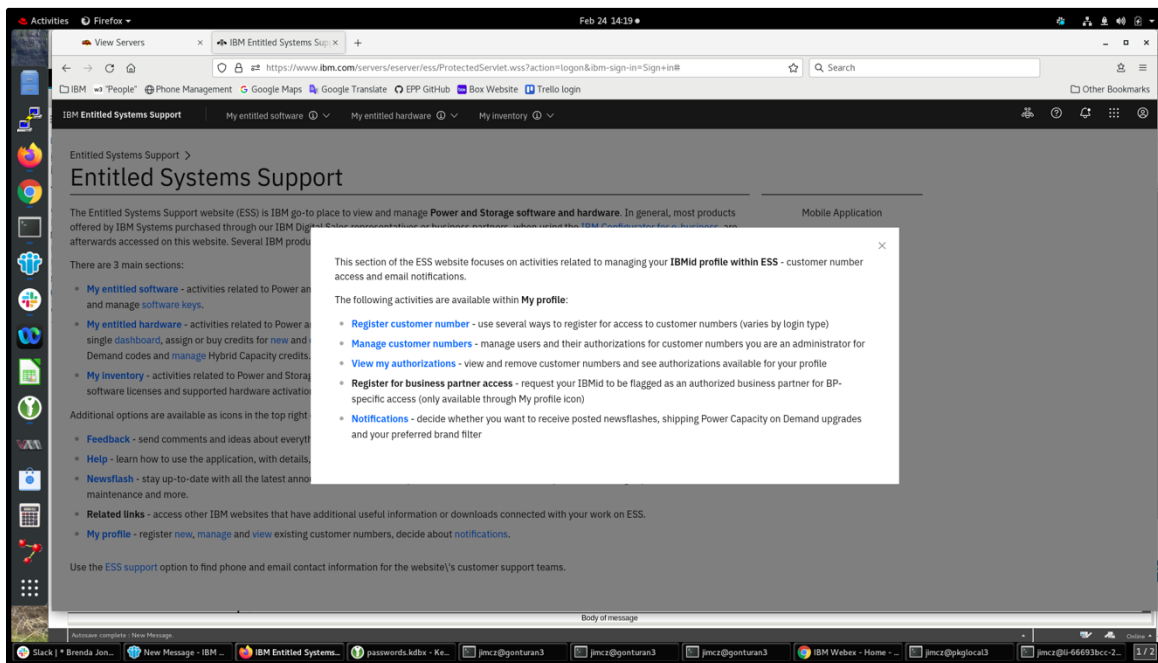 Activities Firefox Feb 24 14:19
View Servers × IBM Entitled Systems Sup × +
https://www.ibm.com/servers/eserver/ess/ProtectedServlet.wss?action=logon&ibm-sign-in=Sign+in# Search
IBM "People" Phone Management Google Maps Google Translate EPP GitHub Box Website Trello login Other Bookmarks
IBM Entitled Systems Support My entitled software My entitled hardware My inventory
Entitled Systems Support >
Entitled Systems Support
The Entitled Systems Support website (ESS) is IBM go-to place to view and manage Power and Storage software and hardware. In general, most products Mobile Application
offered by IBM Systems purchased through our IBM Digital Sales representatives or business partners, when using the IBM Configurator for e-business, are
afterwards accessed on this website. Several IBM produ
There are 3 main sections:
• My entitled software - activities related to Power an
and manage software keys.
• My entitled hardware - activities related to Power a
single dashboard, assign or buy credits for new and
Demand codes and manage Hybrid Capacity credits.
• My inventory - activities related to Power and Storag
software licenses and supported hardware activatio
Additional options are available as icons in the top right
• Feedback - send comments and ideas about everyth
• Help - learn how to use the application, with details,
• Newsflash - stay up-to-date with all the latest annou
maintenance and more.
• Related links - access other IBM websites that have additional useful information or downloads connected with your work on ESS.
• My profile - register new, manage and view existing customer numbers, decide about notifications.
Use the ESS support option to find phone and email contact information for the website\'s customer support teams.
This section of the ESS website focuses on activities related to managing your IBMid profile within ESS - customer number
access and email notifications.
The following activities are available within My profile:
• Register customer number - use several ways to register for access to customer numbers (varies by login type)
• Manage customer numbers - manage users and their authorizations for customer numbers you are an administrator for
• View my authorizations - view and remove customer numbers and see authorizations available for your profile
• Register for business partner access - request your IBMid to be flagged as an authorized business partner for BP-
specific access (only available through My profile icon)
• Notifications - decide whether you want to receive posted newsflashes, shipping Power Capacity on Demand upgrades
and your preferred brand filter
Body of message
Autosave complete : New Message Online
Slack | * Brenda Jon... New Message - IBM ... IBM Entitled Systems... passwords.kdbx - Ke... jimcz@gonturan3 jimcz@gonturan3 jimcz@gonturan3 IBM Webex - Home - ... jimcz@pkglocal3 jimcz@li-66693bcc-2... 1 / 2